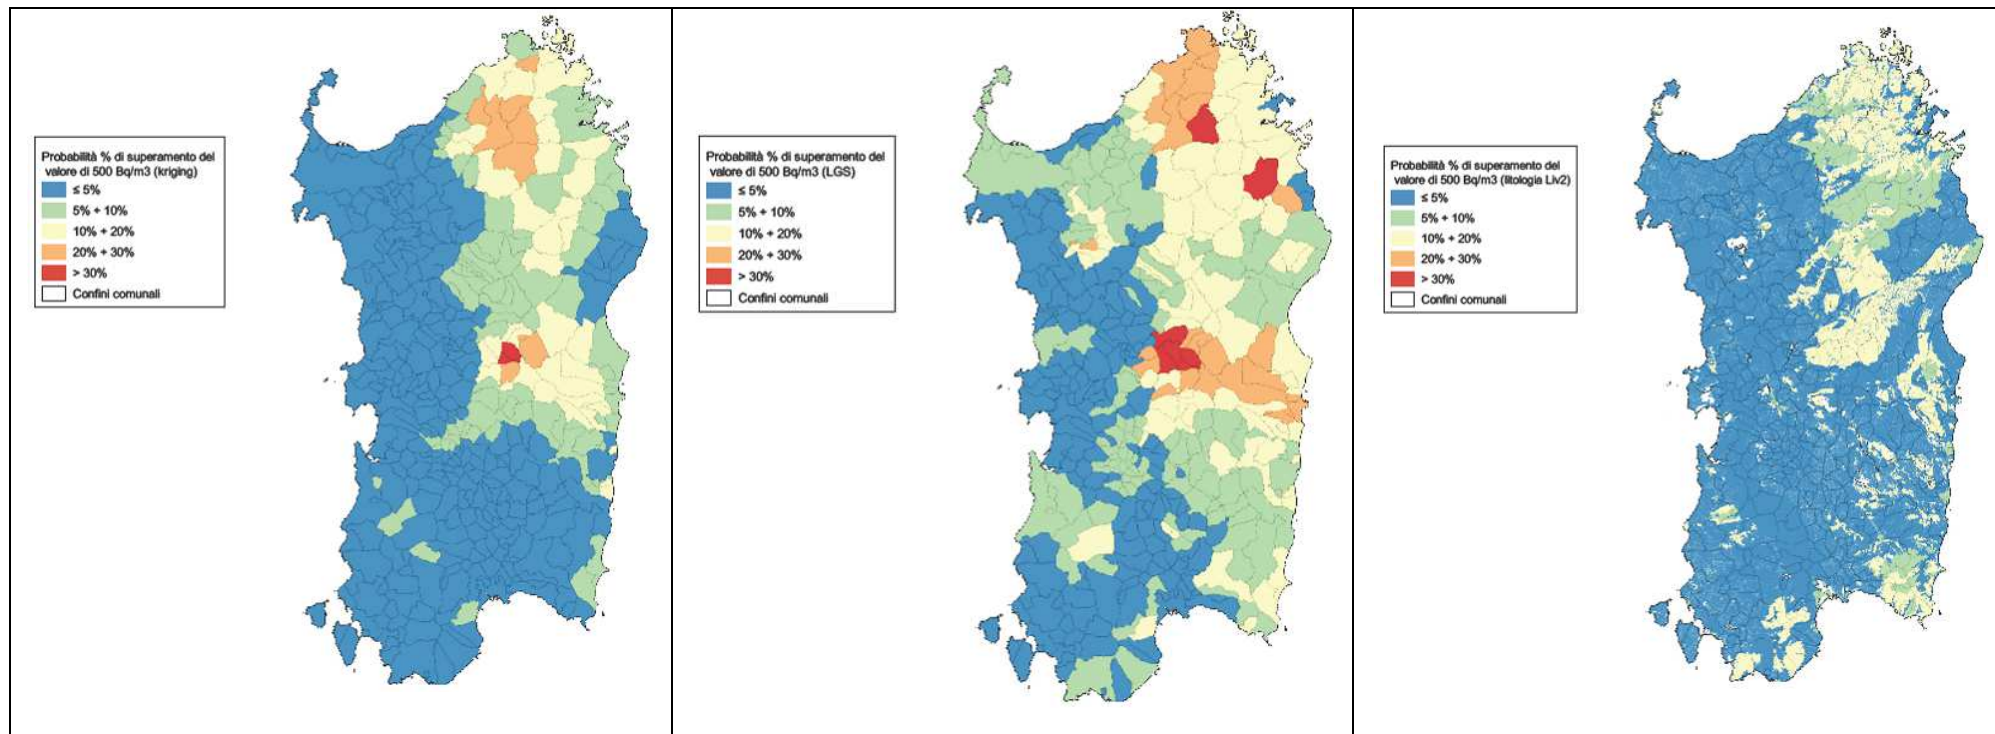 Probabilità % di superamento del
valore di 500 Bq/m3 (kriging)
≤ 5%
5% + 10%
10% + 20%
20% + 30%
> 30%
Confini comunali
Probabilità % di superamento del
valore di 500 Bq/m3 (LGS)
≤ 5%
5% + 10%
10% + 20%
20% + 30%
> 30%
Confini comunali
Probabilità % di superamento del
valore di 500 Bq/m3 (litologia Liv2)
≤ 5%
5% + 10%
10% + 20%
20% + 30%
> 30%
Confini comunali